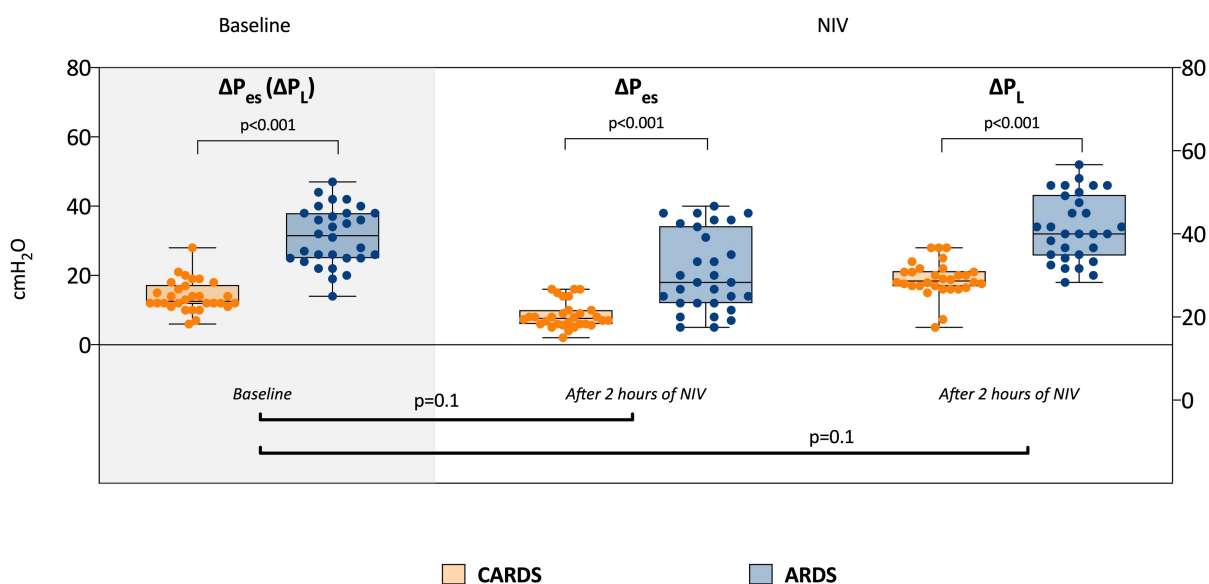 Baseline NIV
80 80
ΔPes (ΔPL) ΔPes ΔPL
p<0.001 p<0.001 p<0.001
60 60
40 40
20 20
0 0
cmH2O
Baseline After 2 hours of NIV After 2 hours of NIV
p=0.1
p=0.1
CARDS ARDS